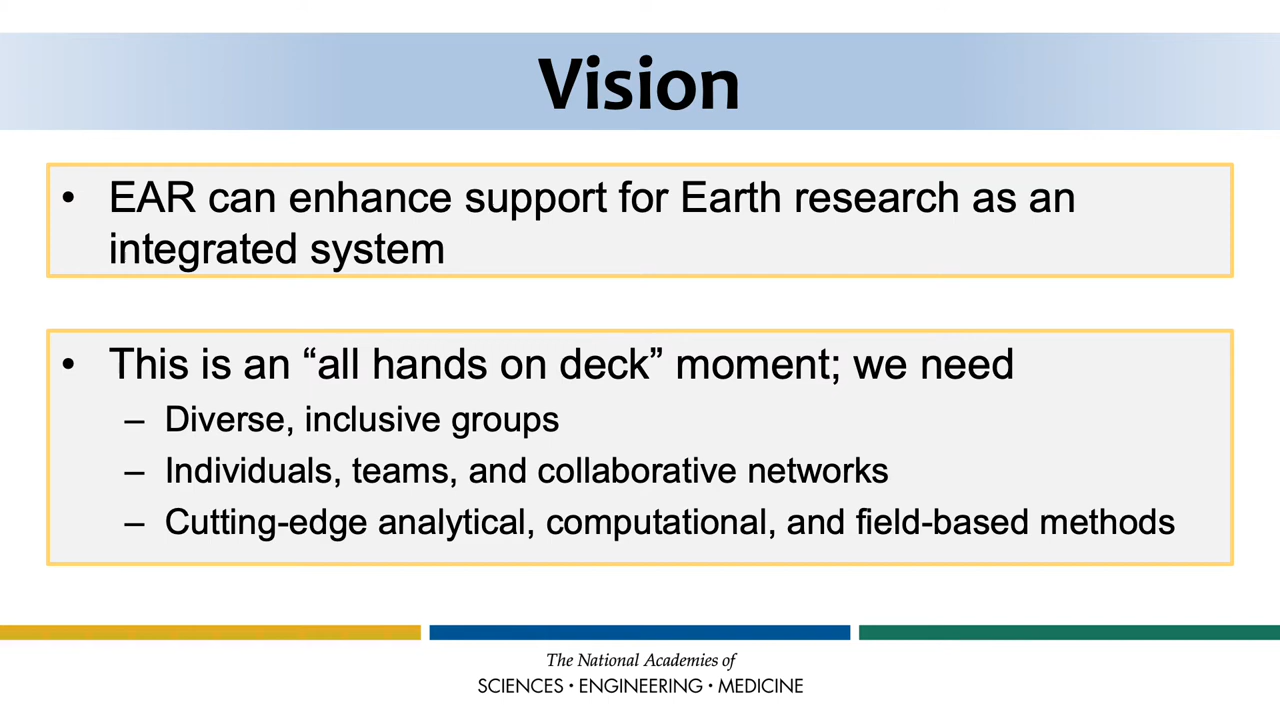 Vision
• EAR can enhance support for Earth research as an
integrated system
• This is an “all hands on deck” moment; we need
– Diverse, inclusive groups
– Individuals, teams, and collaborative networks
– Cutting-edge analytical, computational, and field-based methods
The National Academies of
SCIENCES • ENGINEERING • MEDICINE